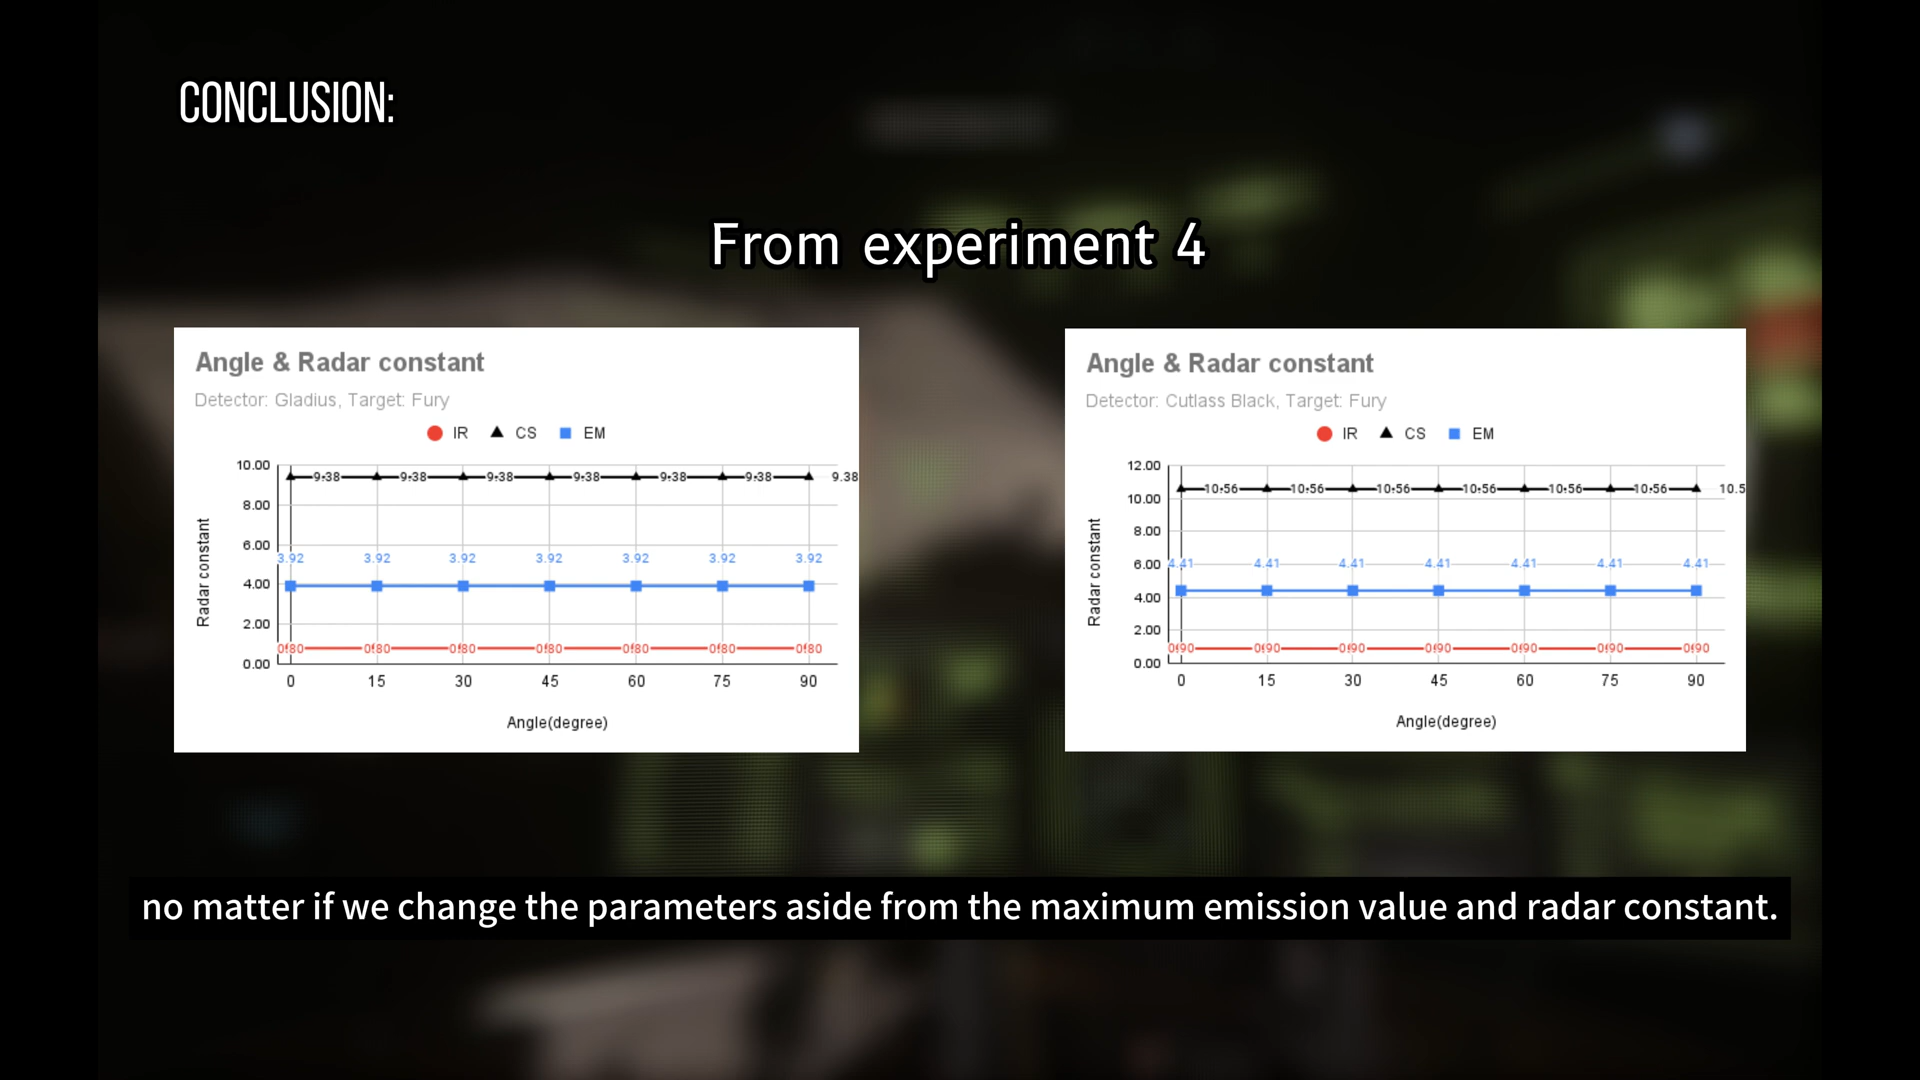 CONCLUSION:
From experiment 4
Angle & Radar constant
Detector: Gladius, Target: Fury
IR CS EM
Radar constant
10.00
8.00
6.00
4.00
2.00
0.00
9.38 9.38 9.38 9.38 9.38 9.38 9.38
3.92 3.92 3.92 3.92 3.92 3.92 3.92
0.80 0.80 0.80 0.80 0.80 0.80 0.80
0 15 30 45 60 75 90
Angle(degree)
Angle & Radar constant
Detector: Cutlass Black, Target: Fury
IR CS EM
Radar constant
12.00
10.00
8.00
6.00
4.00
2.00
0.00
10.56 10.56 10.56 10.56 10.56 10.56 10.5
4.41 4.41 4.41 4.41 4.41 4.41 4.41
0.90 0.90 0.90 0.90 0.90 0.90 0.90
0 15 30 45 60 75 90
Angle(degree)
no matter if we change the parameters aside from the maximum emission value and radar constant.